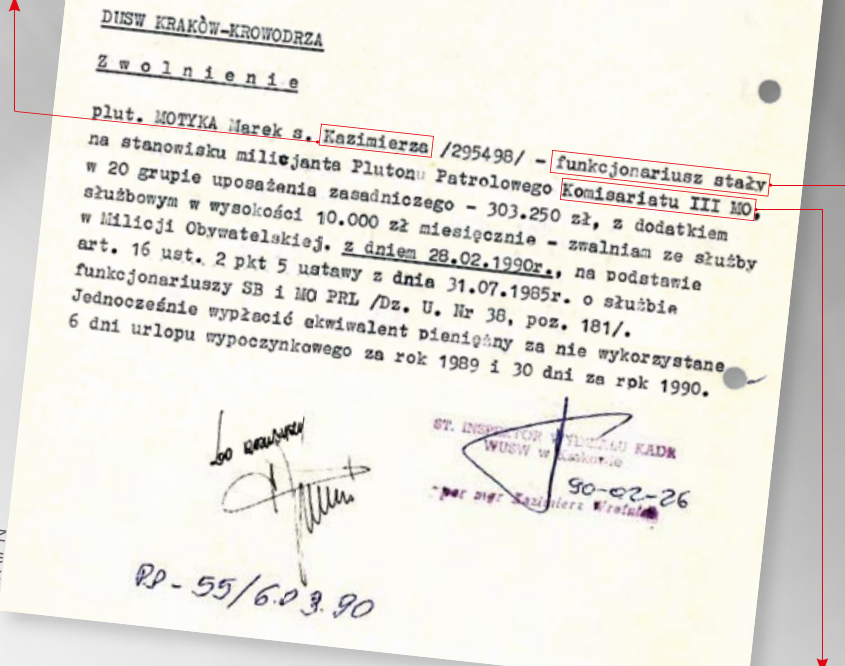 DUSW KRAKÓW-KROWODRZA
Z w o l n i e n i e
plut. MOTYKA Marek s. Kazimierza /295498/ - funkcjonariusz stały
na stanowisku milicjanta Plutonu Patrolowego Komisariatu III MO,
w 20 grupie uposażenia zasadniczego - 303.250 zł, z dodatkiem
służbowym w wysokości 10.000 zł miesięcznie - zwalniam ze służby
w Milicji Obywatelskiej. z dniem 28.02.1990r., na podstawie
art. 16 ust. 2 pkt 5 ustawy z dnia 31.07.1985r. o służbie
funkcjonariuszy SB i MO PRL /Dz. U. Nr 38, poz. 181/.
Jednocześnie wypłacić ekwiwalent pieniężny za nie wykorzystane
6 dni urlopu wypoczynkowego za rok 1989 i 30 dni za rpk 1990.
ST. INSPEKTOR WYDZIAŁU KADR
WUSW w Krakowie
90-02-26
mgr Kazimierz
55/6.03.90